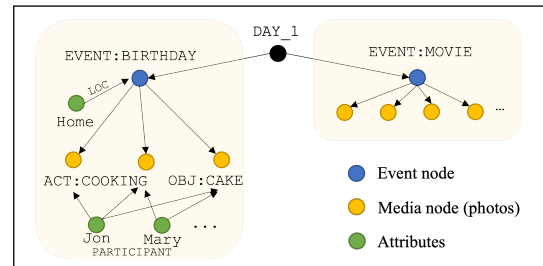 DAY_1
EVENT:BIRTHDAY
EVENT:MOVIE
LOC
Home
...
ACT:COOKING OBJ:CAKE
Event node
Media node (photos)
Jon Mary ...
Attributes
PARTICIPANT